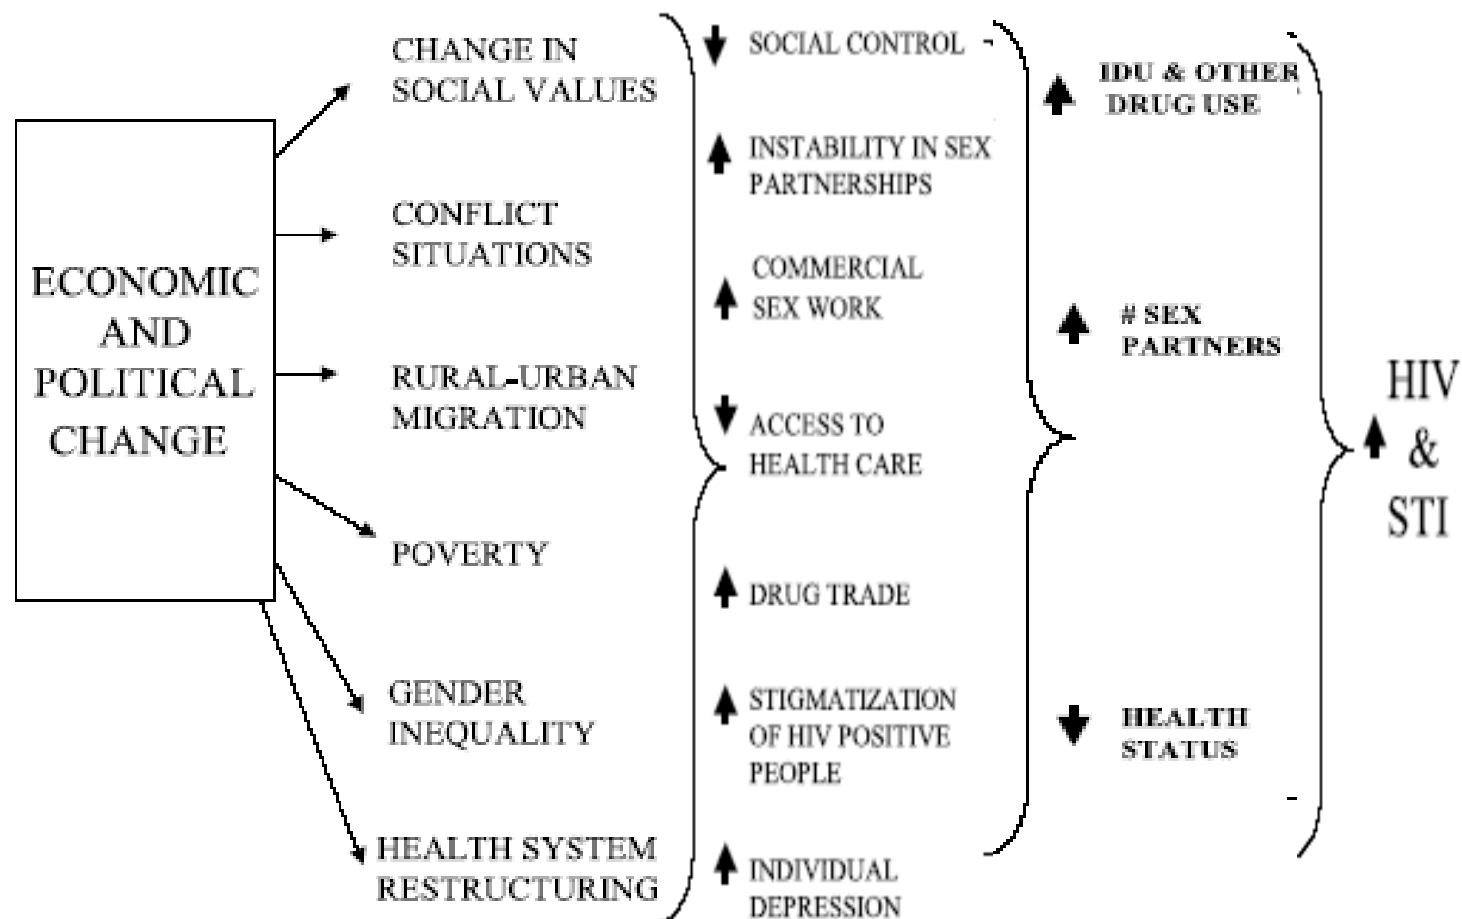 ECONOMIC
AND
POLITICAL
CHANGE
CHANGE IN
SOCIAL VALUES
CONFLICT
SITUATIONS
RURAL-URBAN
MIGRATION
POVERTY
GENDER
INEQUALITY
HEALTH SYSTEM
RESTRUCTURING
SOCIAL CONTROL
INSTABILITY IN SEX
PARTNERSHIPS
COMMERCIAL
SEX WORK
ACCESS TO
HEALTH CARE
DRUG TRADE
STIGMATIZATION
OF HIV POSITIVE
PEOPLE
INDIVIDUAL
DEPRESSION
IDU & OTHER
DRUG USE
# SEX
PARTNERS
HEALTH
STATUS
HIV
&
STI